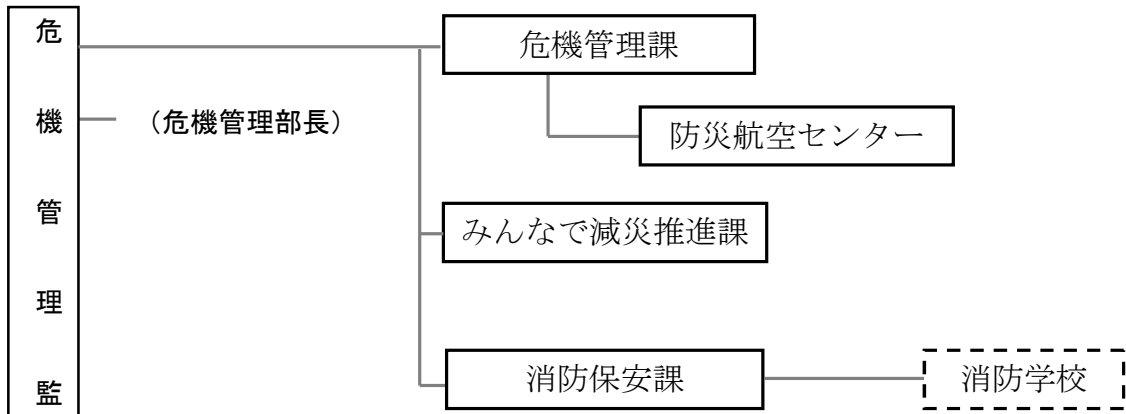 危機管理監
危機管理課
(危機管理部長)
防災航空センター
みんなで減災推進課
消防保安課
消防学校